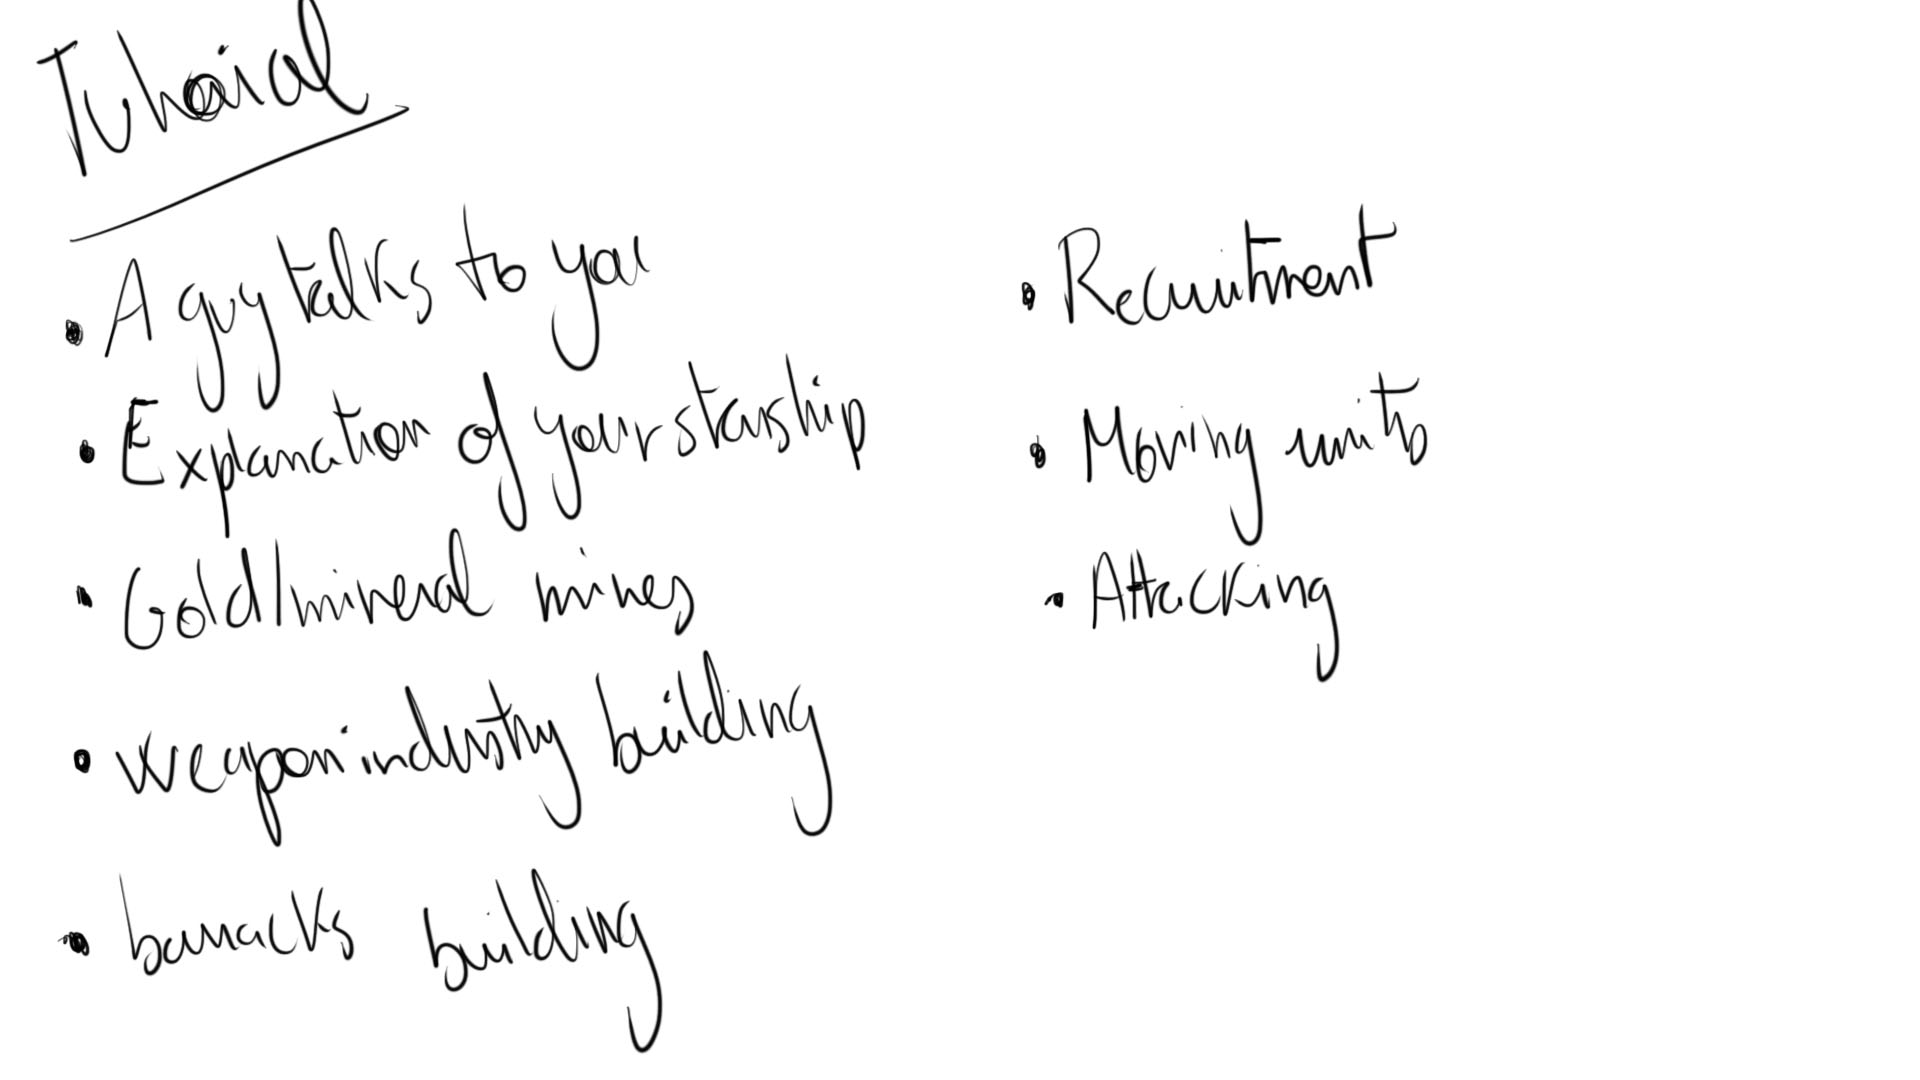 Tutorial
• A guy talks to you
• Explanation of your starship
• Gold/mineral mines
• weapon industry building
• barracks building
• Recruitment
• Moving units
• Attacking